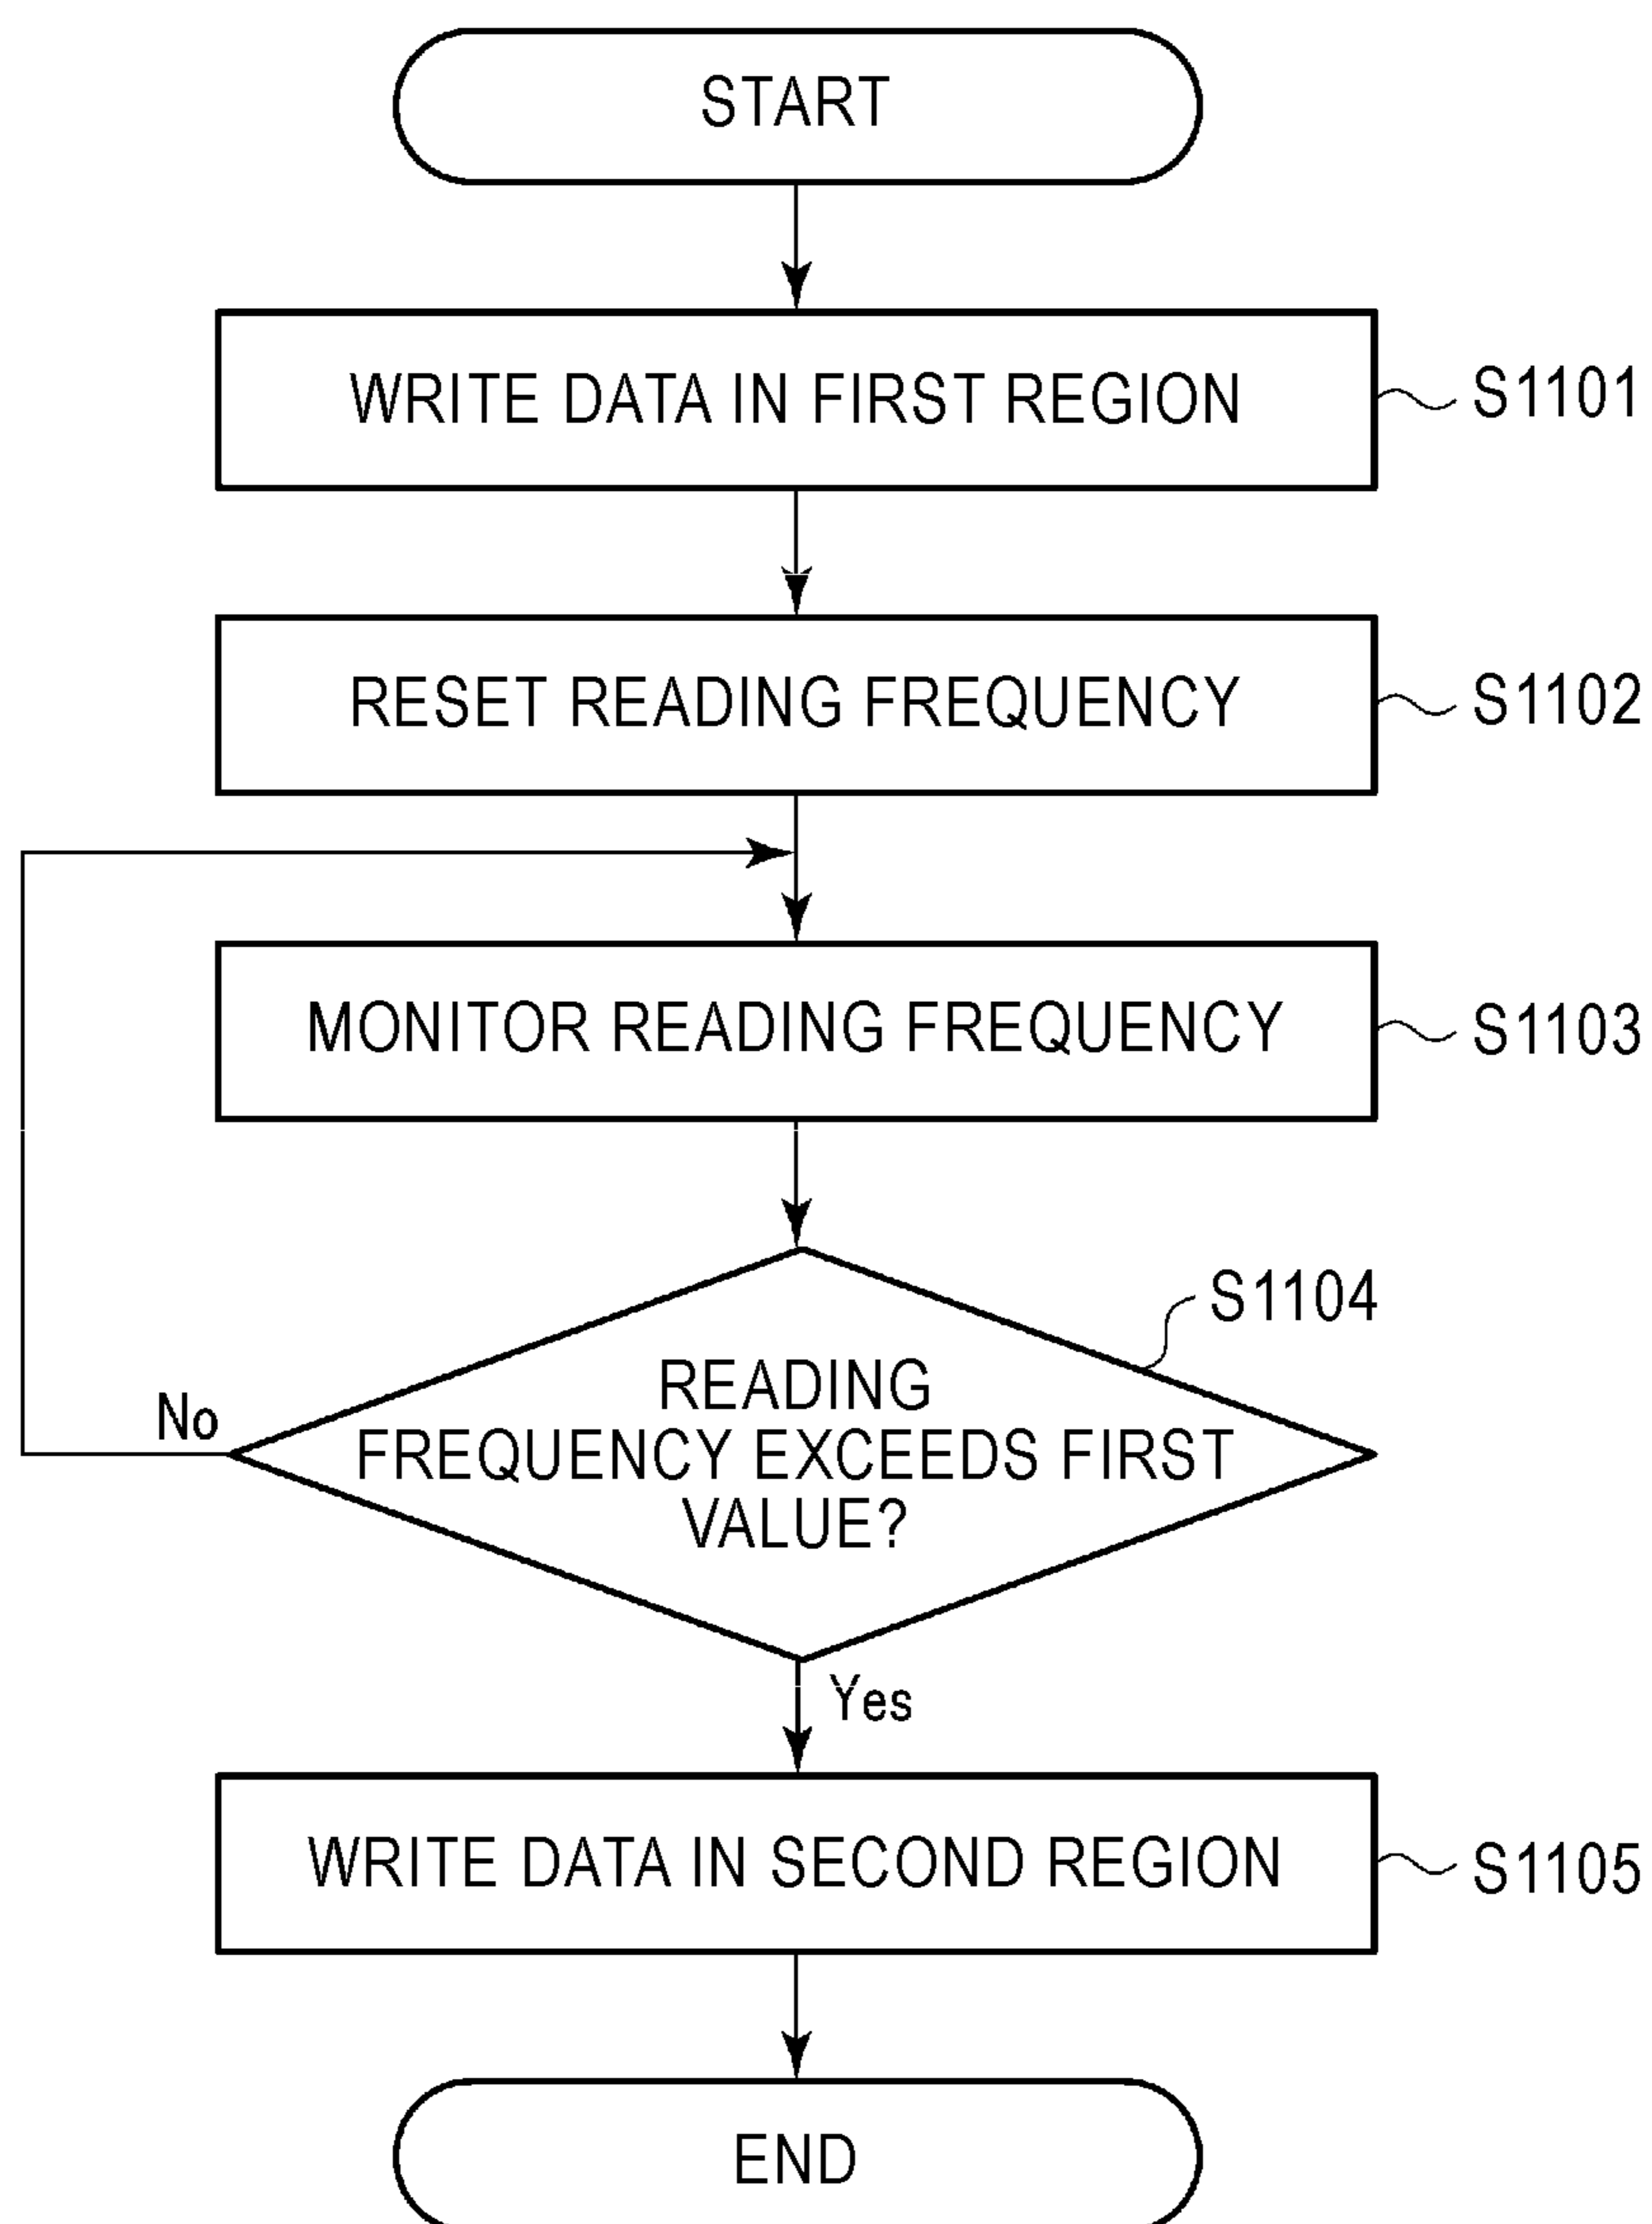 START
WRITE DATA IN FIRST REGION
S1101
RESET READING FREQUENCY
S1102
MONITOR READING FREQUENCY
S1103
S1104
READING
FREQUENCY EXCEEDS FIRST
VALUE?
No
Yes
WRITE DATA IN SECOND REGION
S1105
END